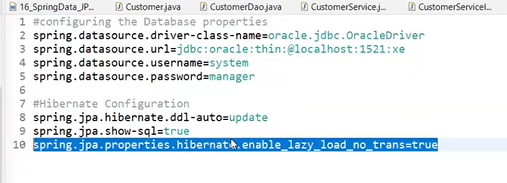 16_SpringData_JP...
Customer.java
CustomerDao.java
CustomerService.j...
CustomerServiceI...
1 #configuring the Database properties
2 spring.datasource.driver-class-name=oracle.jdbc.OracleDriver
3 spring.datasource.url=jdbc:oracle:thin:@localhost:1521:xe
4 spring.datasource.username=system
5 spring.datasource.password=manager
6
7 #Hibernate Configuration
8 spring.jpa.hibernate.ddl-auto=update
9 spring.jpa.show-sql=true
10 spring.jpa.properties.hibernate.enable_lazy_load_no_trans=true